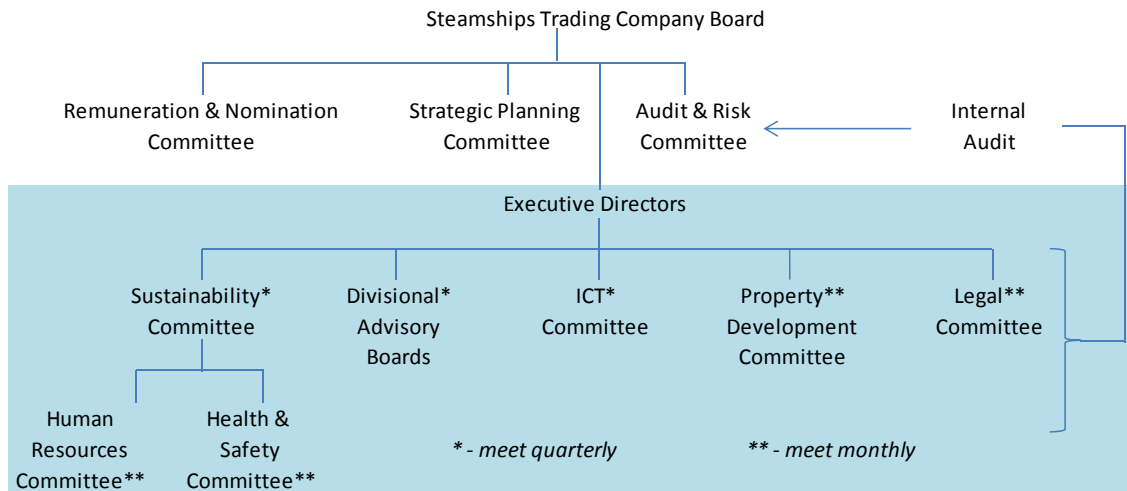 Steamships Trading Company Board
Remuneration & Nomination
Committee
Strategic Planning
Committee
Audit & Risk
Committee
Internal
Audit
Executive Directors
Sustainability*
Committee
Divisional*
Advisory
Boards
ICT*
Committee
Property**
Development
Committee
Legal**
Committee
Human
Resources
Committee**
Health &
Safety
Committee**
* - meet quarterly
** - meet monthly